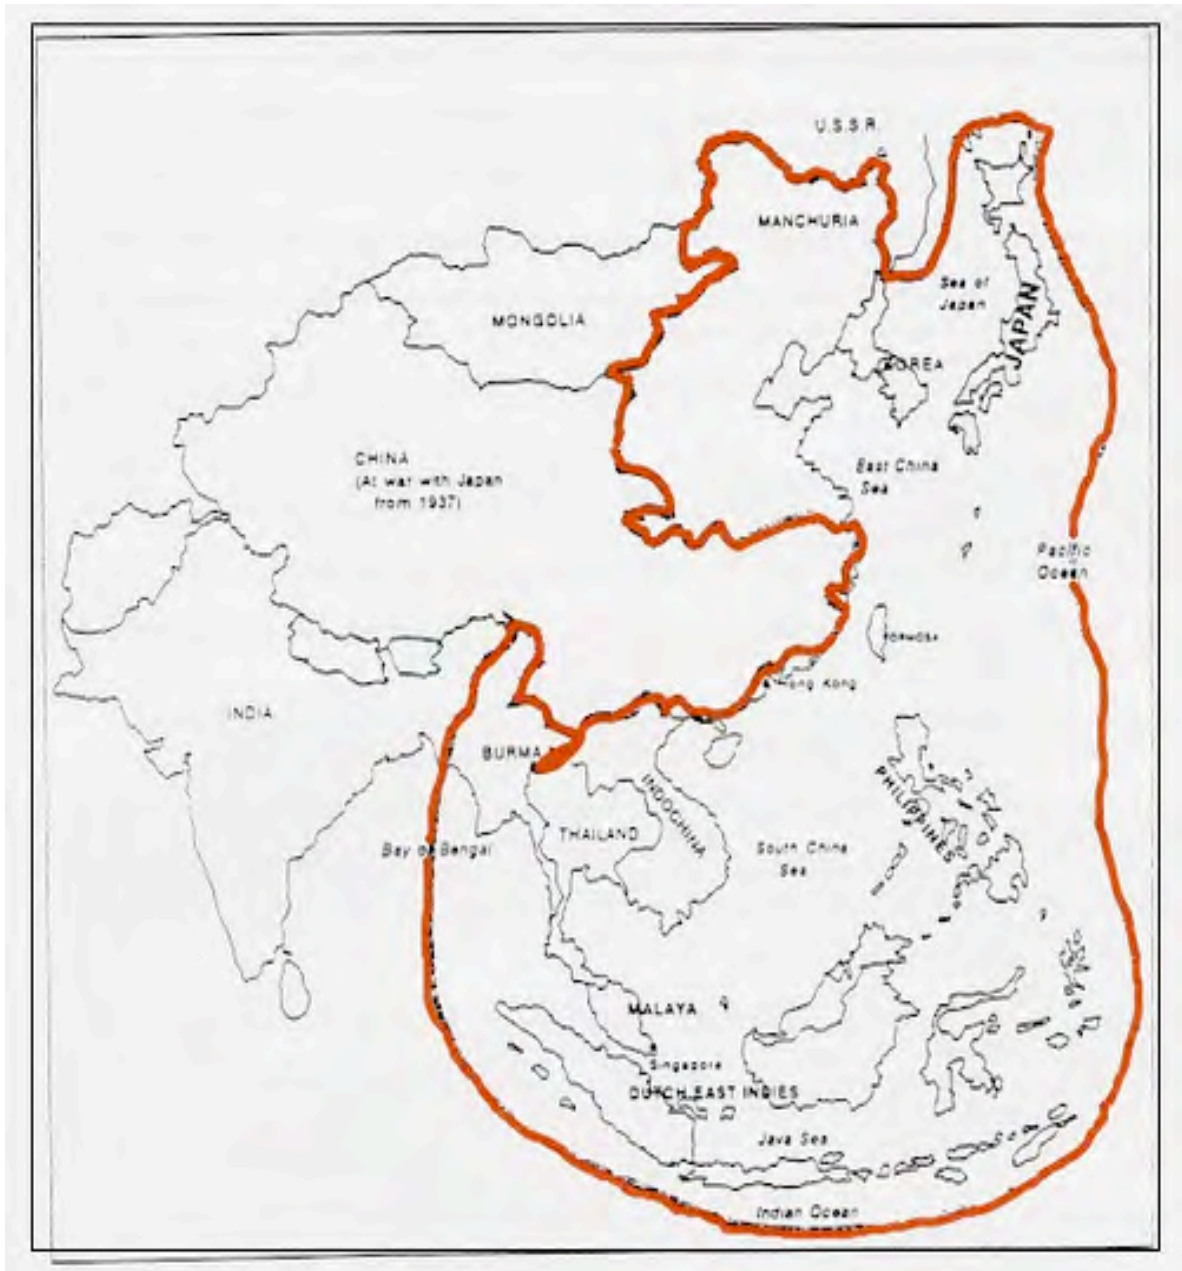 U.S.S.R.
MANCHURIA
Sea of
Japan
JAPAN
MONGOLIA
KOREA
CHINA
(At war with Japan
from 1937)
East China
Sea
Pacific
Ocean
FORMOSA
Hong Kong
INDIA
BURMA
INDOCHINA
PHILIPPINES
THAILAND
Bay of Bengal
South China
Sea
MALAYA
Singapore
DUTCH EAST INDIES
Java Sea
Indian Ocean